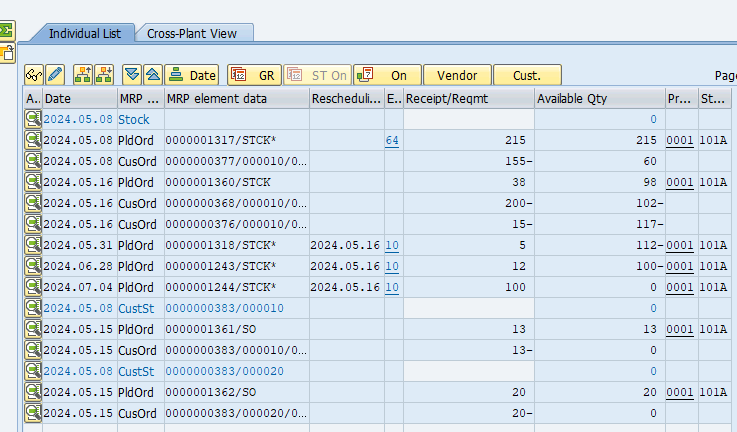 Individual List Cross-Plant View
Date GR ST On On Vendor Cust. Page
A.. Date MRP ... MRP element data Rescheduli... E.. Receipt/Reqmt Available Qty Pr... St...
2024.05.08 Stock 0
2024.05.08 PldOrd 0000001317/STCK* 64 215 215 0001 101A
2024.05.08 CusOrd 0000000377/000010/0... 155- 60
2024.05.16 PldOrd 0000001360/STCK 38 98 0001 101A
2024.05.16 CusOrd 0000000368/000010/0... 200- 102-
2024.05.16 CusOrd 0000000376/000010/0... 15- 117-
2024.05.31 PldOrd 0000001318/STCK* 2024.05.16 10 5 112- 0001 101A
2024.06.28 PldOrd 0000001243/STCK* 2024.05.16 10 12 100- 0001 101A
2024.07.04 PldOrd 0000001244/STCK* 2024.05.16 10 100 0 0001 101A
2024.05.08 CustSt 0000000383/000010 0
2024.05.15 PldOrd 0000001361/SO 13 13 0001 101A
2024.05.15 CusOrd 0000000383/000010/0... 13- 0
2024.05.08 CustSt 0000000383/000020 0
2024.05.15 PldOrd 0000001362/SO 20 20 0001 101A
2024.05.15 CusOrd 0000000383/000020/0... 20- 0